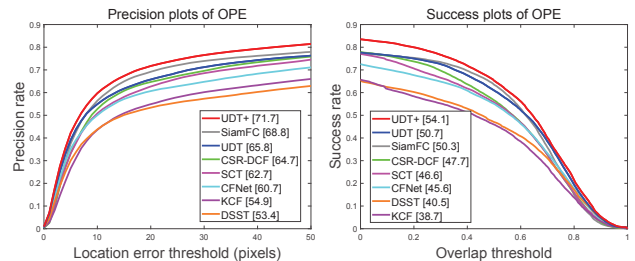 Precision plots of OPE
Precision rate
0.9
0.8
0.7
0.6
0.5
0.4
0.3
0.2
0.1
0
UDT+ [71.7]
SiamFC [68.8]
UDT [65.8]
CSR-DCF [64.7]
SCT [62.7]
CFNet [60.7]
KCF [54.9]
DSST [53.4]
0 10 20 30 40 50
Location error threshold (pixels)
Success plots of OPE
Success rate
0.9
0.8
0.7
0.6
0.5
0.4
0.3
0.2
0.1
0
UDT+ [54.1]
UDT [50.7]
SiamFC [50.3]
CSR-DCF [47.7]
SCT [46.6]
CFNet [45.6]
DSST [40.5]
KCF [38.7]
0 0.2 0.4 0.6 0.8 1
Overlap threshold